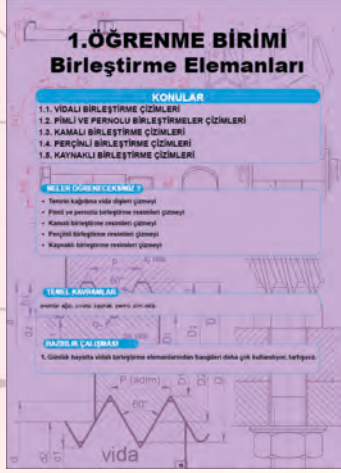 1.ÖĞRENME BİRİMİ
Birleştirme Elemanları
KONULAR
1.1. VİDALI BİRLEŞTİRME ÇİZİMLERİ
1.2. PİMLİ VE PERNOLU BİRLEŞTİRMELER ÇİZİMLERİ
1.3. KAMALI BİRLEŞTİRME ÇİZİMLERİ
1.4. PERÇİNLİ BİRLEŞTİRME ÇİZİMLERİ
1.5. KAYNAKLI BİRLEŞTİRME ÇİZİMLERİ
NELER ÖĞRENECEKSİNİZ ?
• Temrin kağıdına vida dişleri çizmeyi
• Pimli ve pernolu birleştirme resimleri çizmeyi
• Kamalı birleştirme resimleri çizmeyi
• Perçinli birleştirme resimleri çizmeyi
• Kaynaklı birleştirme resimleri çizmeyi
60°
TEMEL KAVRAMLAR
HAZIRLIK ÇALIŞMASI
1. Günlük hayatta vidalı birleştirme elemanlarından hangileri daha çok kullanılıyor, tartışınız.
P (adım)
60°
vida